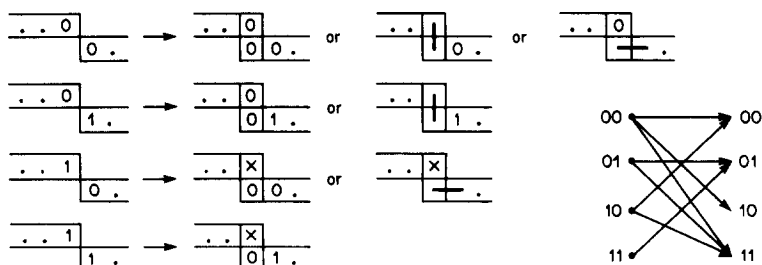 . . 0 0 . . . 0 0 0 . or . . 0 . or . . 0 .
. . 0 1 . . . 0 0 1 . or . . 1 .
00 00
01 01
. . 1 0 . . . × 0 0 . or . . × .
10 10
. . 1 1 . . . × 0 1 .
11 11